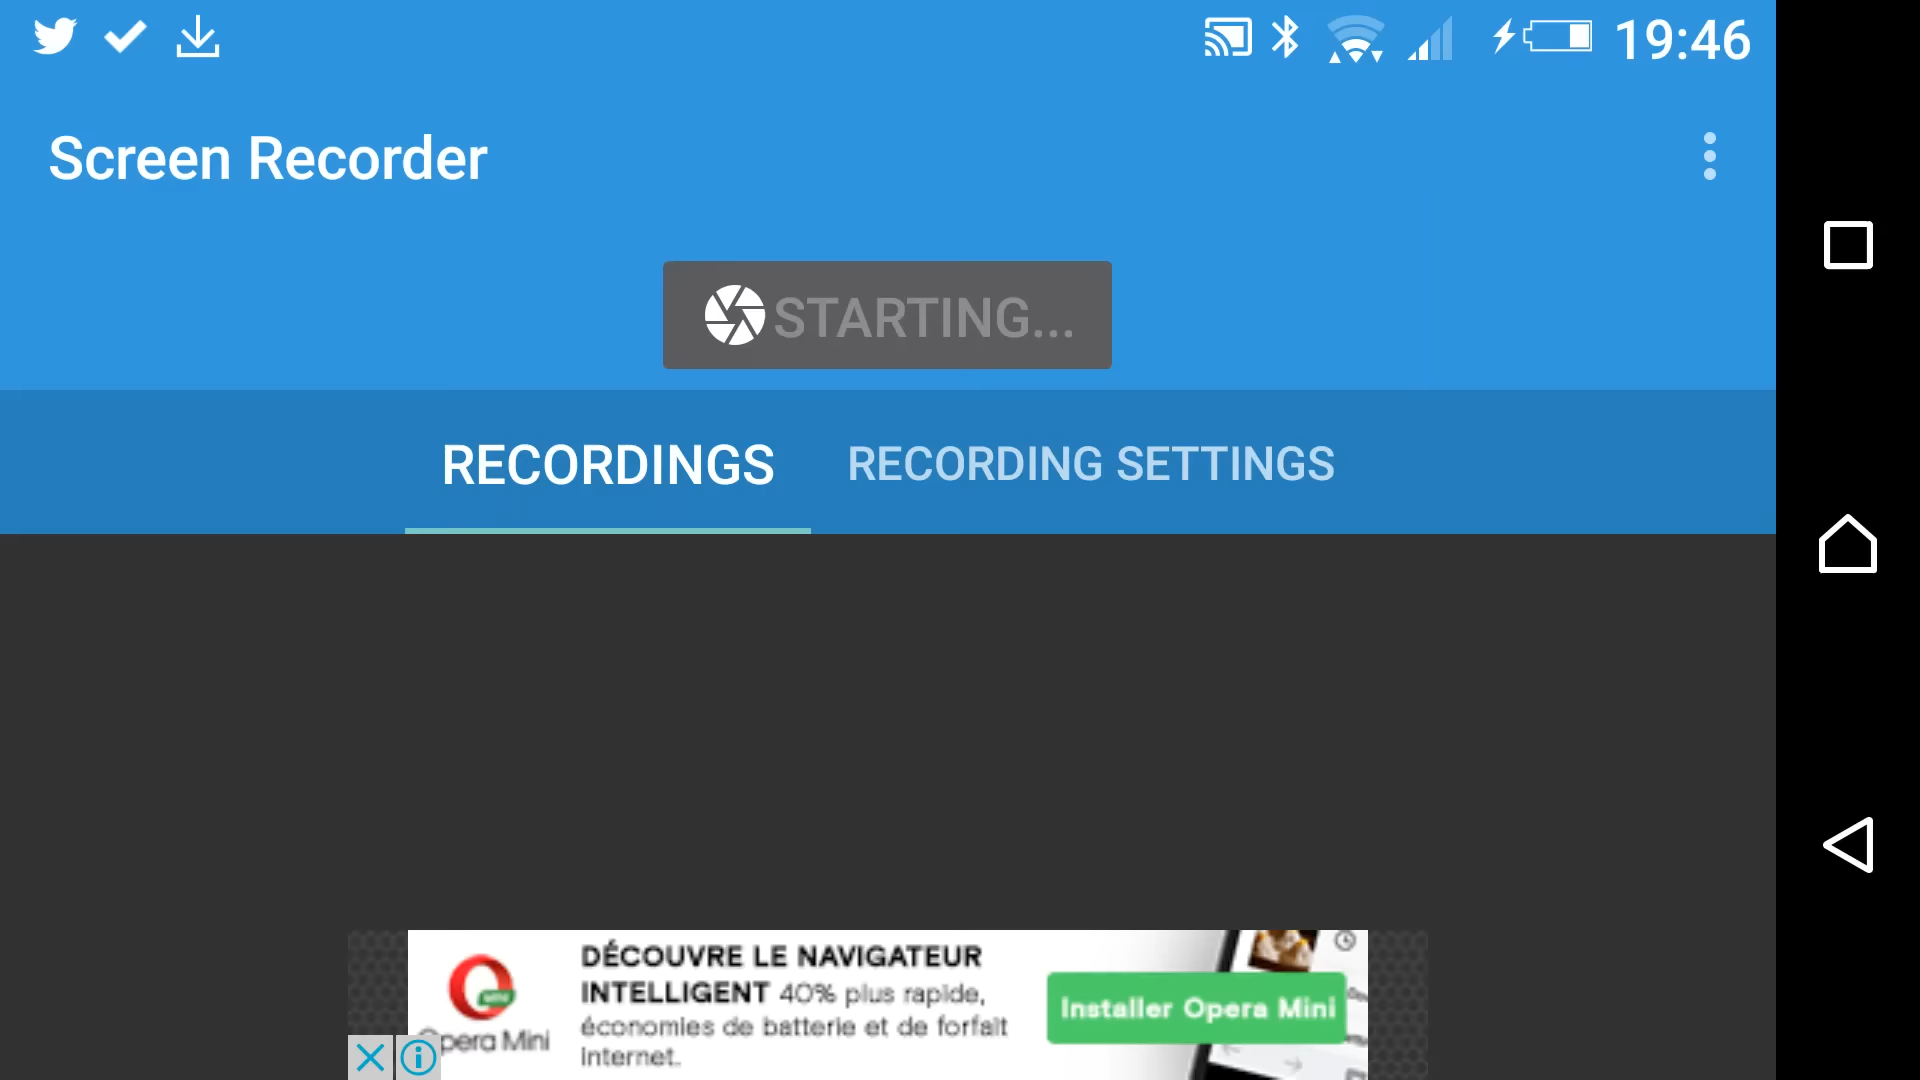 19:46
Screen Recorder
STARTING...
RECORDINGS
RECORDING SETTINGS
DÉCOUVRE LE NAVIGATEUR
INTELLIGENT 40% plus rapide,
économies de batterie et de forfait
internet.
Opera Mini
Installer Opera Mini